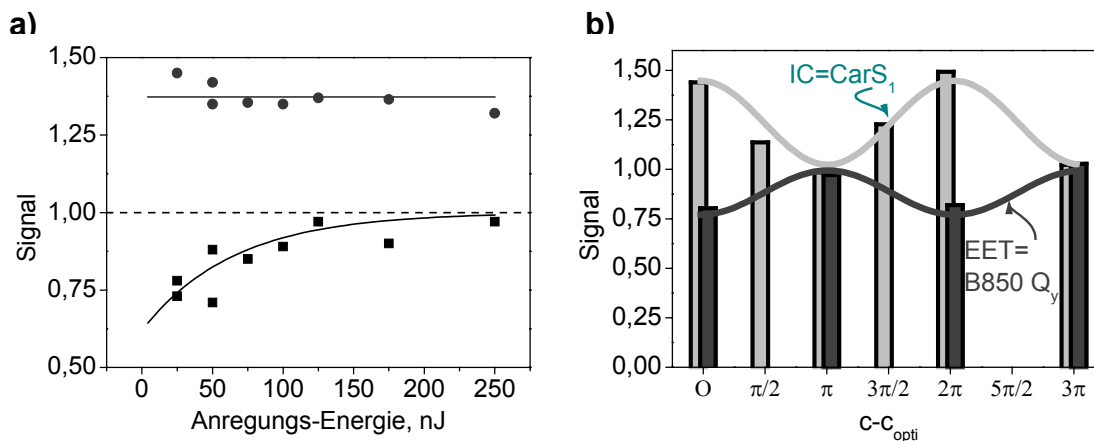 a)
1,50
1,25
1,00
0,75
0,50
Signal
0
50
100
150
200
250
Anregungs-Energie, nJ
b)
1,50
1,25
1,00
0,75
0,50
0,25
0,00
Signal
IC=CarS₁
EET=
B850 Q_y
O
π/2
π
3π/2
2π
5π/2
3π
c-c_opti